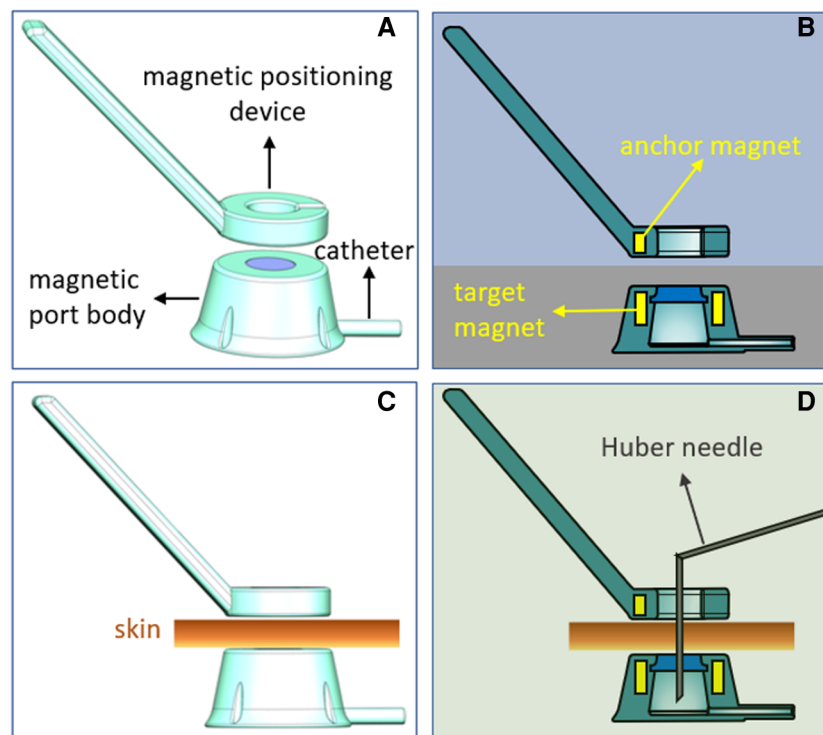 A
magnetic positioning
device
catheter
magnetic
port body
B
anchor magnet
target
magnet
C
skin
D
Huber needle